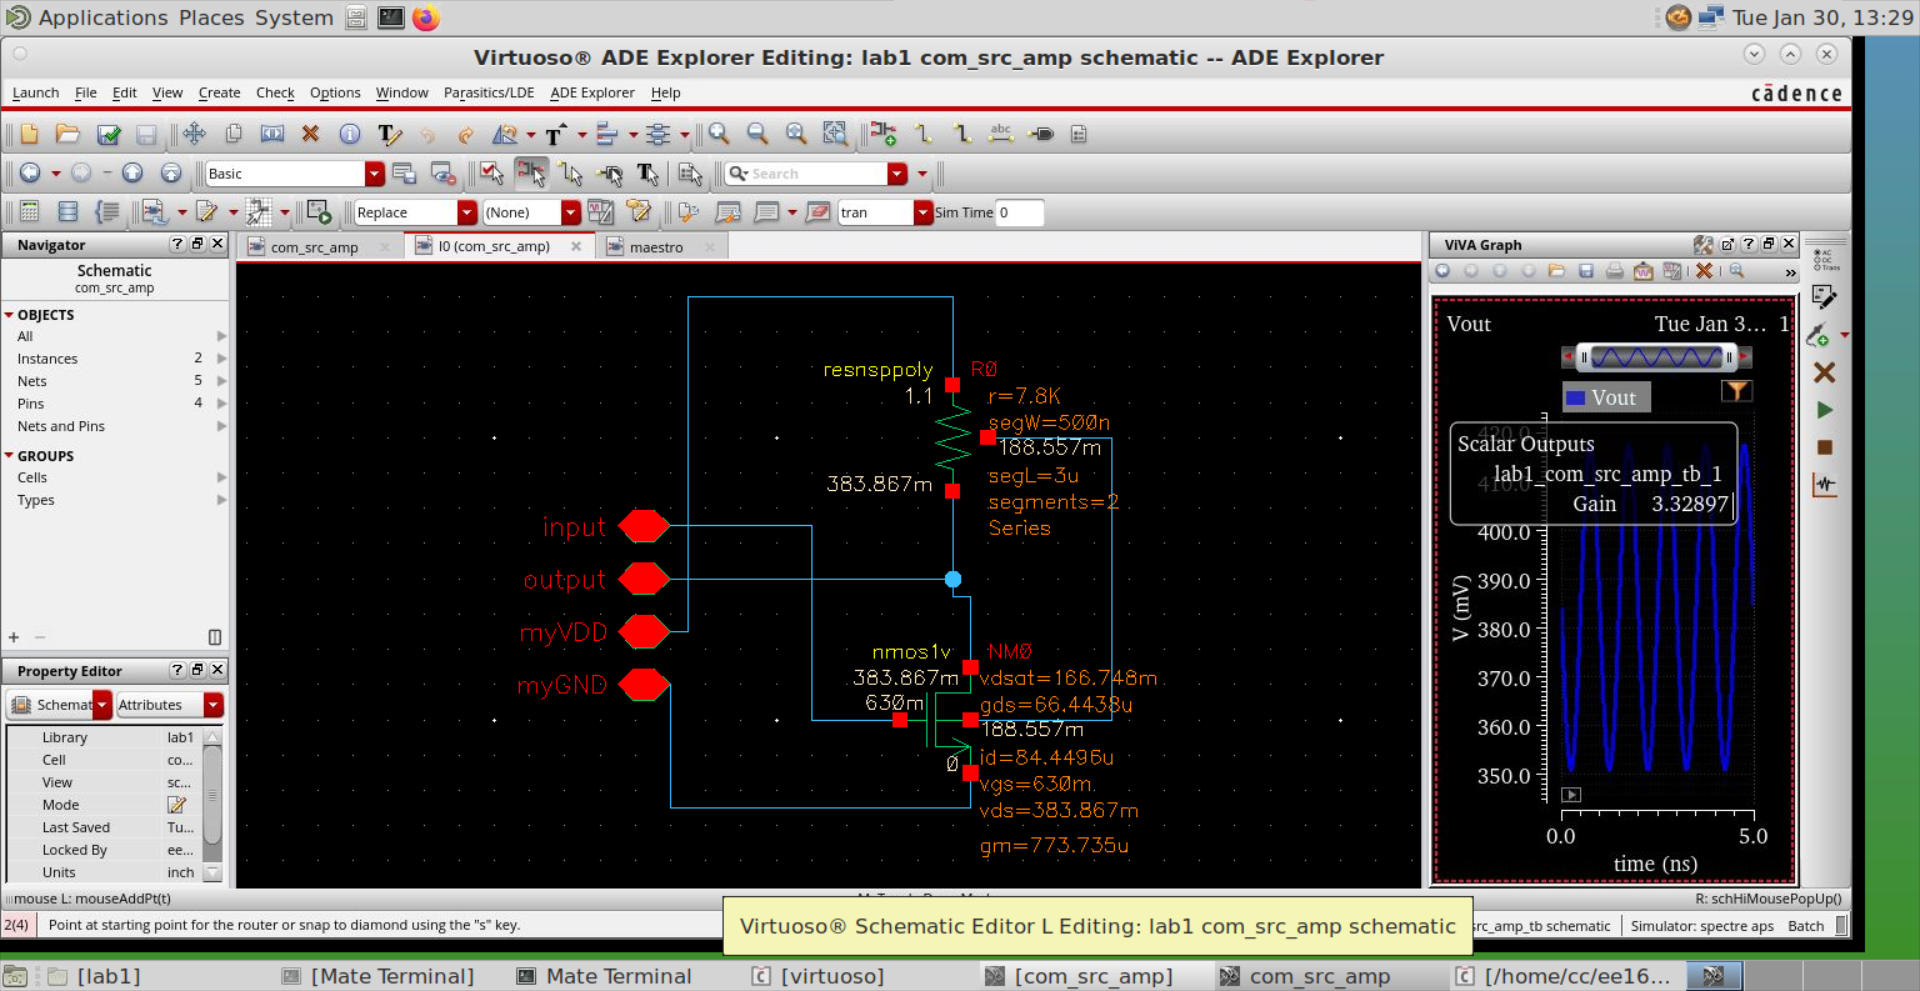 Applications Places System
Tue Jan 30, 13:29
Virtuoso® ADE Explorer Editing: lab1 com_src_amp schematic -- ADE Explorer
Launch File Edit View Create Check Options Window Parasitics/LDE ADE Explorer Help
cādence
Basic
Search
Replace
(None)
tran
Sim Time 0
Navigator
com_src_amp
I0 (com_src_amp)
maestro
ViVA Graph
Schematic
com_src_amp
OBJECTS
All
Instances 2
Nets 5
Pins 4
Nets and Pins
GROUPS
Cells
Types
Property Editor
Schemat
Attributes
Library lab1
Cell co...
View sc...
Mode
Last Saved Tu...
Locked By ee...
Units inch
resnsppoly
R0
1.1
r=7.8K
segW=500n
188.557m
383.867m
segL=3u
segments=2
Series
input
output
myVDD
myGND
nmos1v
NM0
383.867m
vdsat=166.748m
630m
gds=66.4438u
188.557m
0
id=84.4496u
vgs=630m
vds=383.867m
gm=773.735u
AC
DC
Trans
Vout
Tue Jan 3... 1
Vout
420.0
Scalar Outputs
lab1_com_src_amp_tb_1
410.0
Gain 3.32897
400.0
390.0
380.0
370.0
360.0
350.0
V (mV)
0.0
5.0
time (ns)
mouse L: mouseAddPt(t)
R: schHiMousePopUp()
2(4)
Point at starting point for the router or snap to diamond using the "s" key.
Virtuoso® Schematic Editor L Editing: lab1 com_src_amp schematic
src_amp_tb schematic
Simulator: spectre aps
Batch
[lab1]
[Mate Terminal]
Mate Terminal
[virtuoso]
[com_src_amp]
com_src_amp
[/home/cc/ee16...